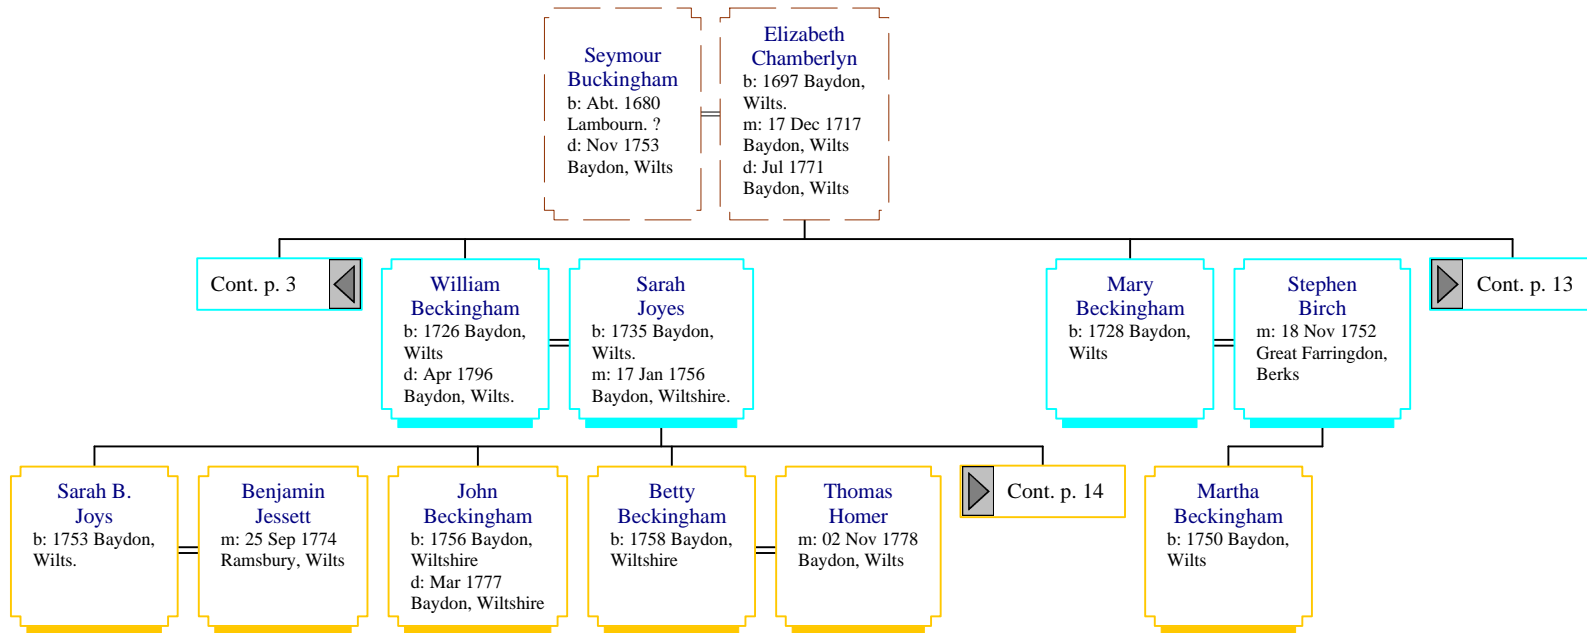 Seymour
Buckingham
b: Abt. 1680
Lambourn. ?
d: Nov 1753
Baydon, Wilts
Elizabeth
Chamberlyn
b: 1697 Baydon,
Wilts.
m: 17 Dec 1717
Baydon, Wilts
d: Jul 1771
Baydon, Wilts
Cont. p. 3
William
Beckingham
b: 1726 Baydon,
Wilts
d: Apr 1796
Baydon, Wilts.
Sarah
Joyes
b: 1735 Baydon,
Wilts.
m: 17 Jan 1756
Baydon, Wiltshire.
Mary
Beckingham
b: 1728 Baydon,
Wilts
Stephen
Birch
m: 18 Nov 1752
Great Farringdon,
Berks
Cont. p. 13
Sarah B.
Joys
b: 1753 Baydon,
Wilts.
Benjamin
Jessett
m: 25 Sep 1774
Ramsbury, Wilts
John
Beckingham
b: 1756 Baydon,
Wiltshire
d: Mar 1777
Baydon, Wiltshire
Betty
Beckingham
b: 1758 Baydon,
Wiltshire
Thomas
Homer
m: 02 Nov 1778
Baydon, Wilts
Cont. p. 14
Martha
Beckingham
b: 1750 Baydon,
Wilts